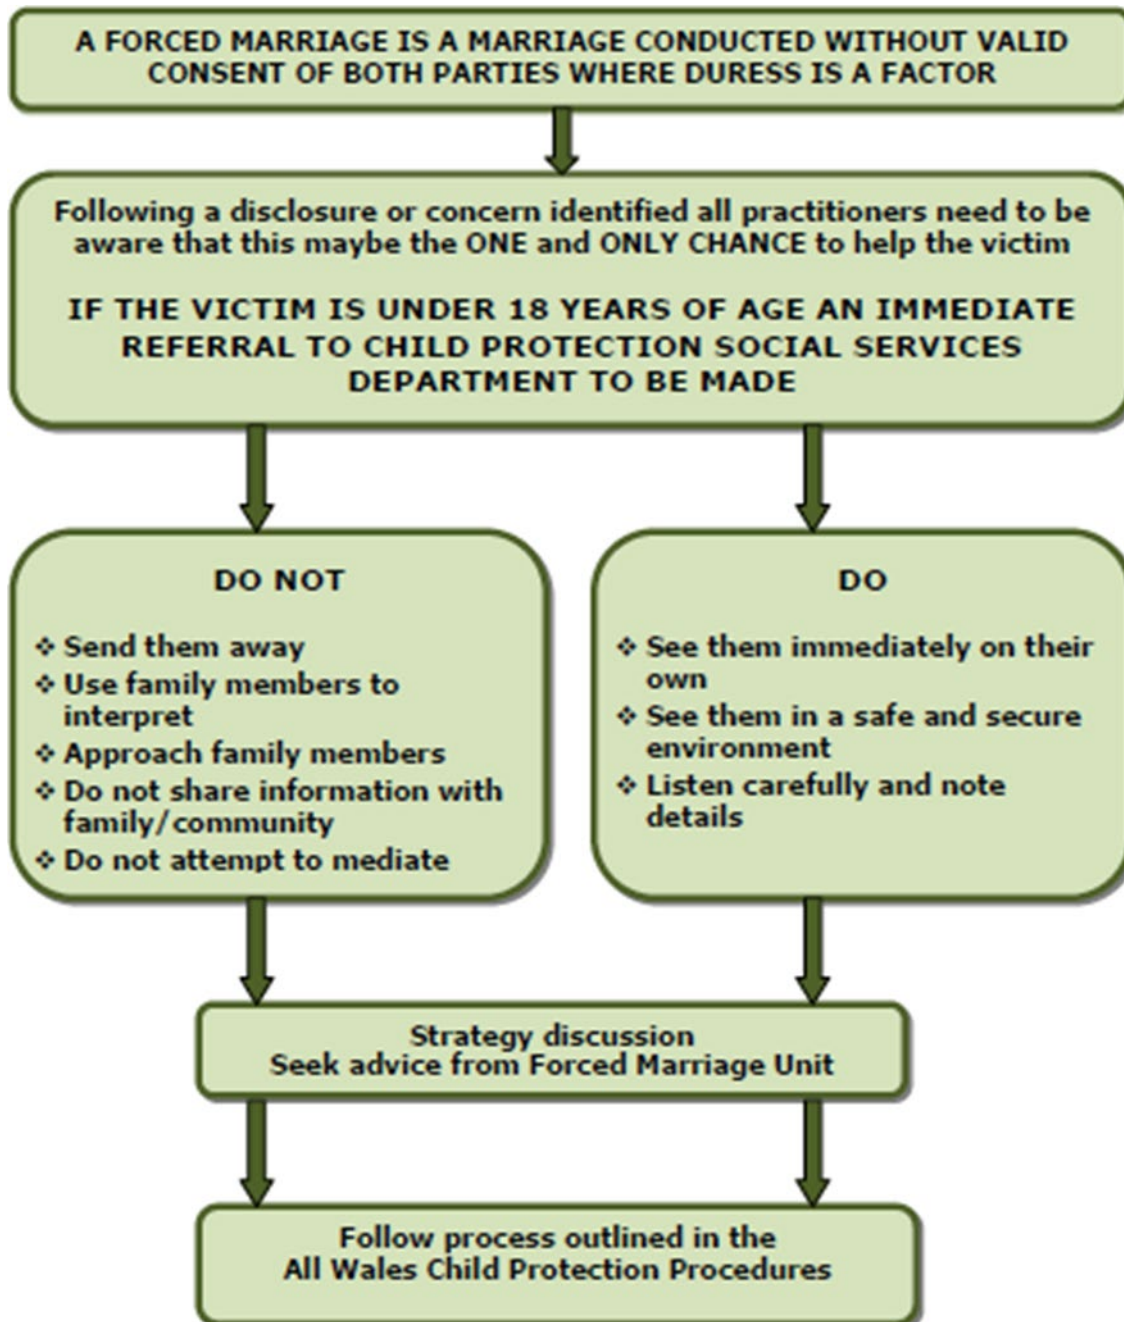 A FORCED MARRIAGE IS A MARRIAGE CONDUCTED WITHOUT VALID
CONSENT OF BOTH PARTIES WHERE DURESS IS A FACTOR
Following a disclosure or concern identified all practitioners need to be
aware that this maybe the ONE and ONLY CHANCE to help the victim
IF THE VICTIM IS UNDER 18 YEARS OF AGE AN IMMEDIATE
REFERRAL TO CHILD PROTECTION SOCIAL SERVICES
DEPARTMENT TO BE MADE
DO NOT
❖ Send them away
❖ Use family members to
interpret
❖ Approach family members
❖ Do not share information with
family/community
❖ Do not attempt to mediate
DO
❖ See them immediately on their
own
❖ See them in a safe and secure
environment
❖ Listen carefully and note
details
Strategy discussion
Seek advice from Forced Marriage Unit
Follow process outlined in the
All Wales Child Protection Procedures